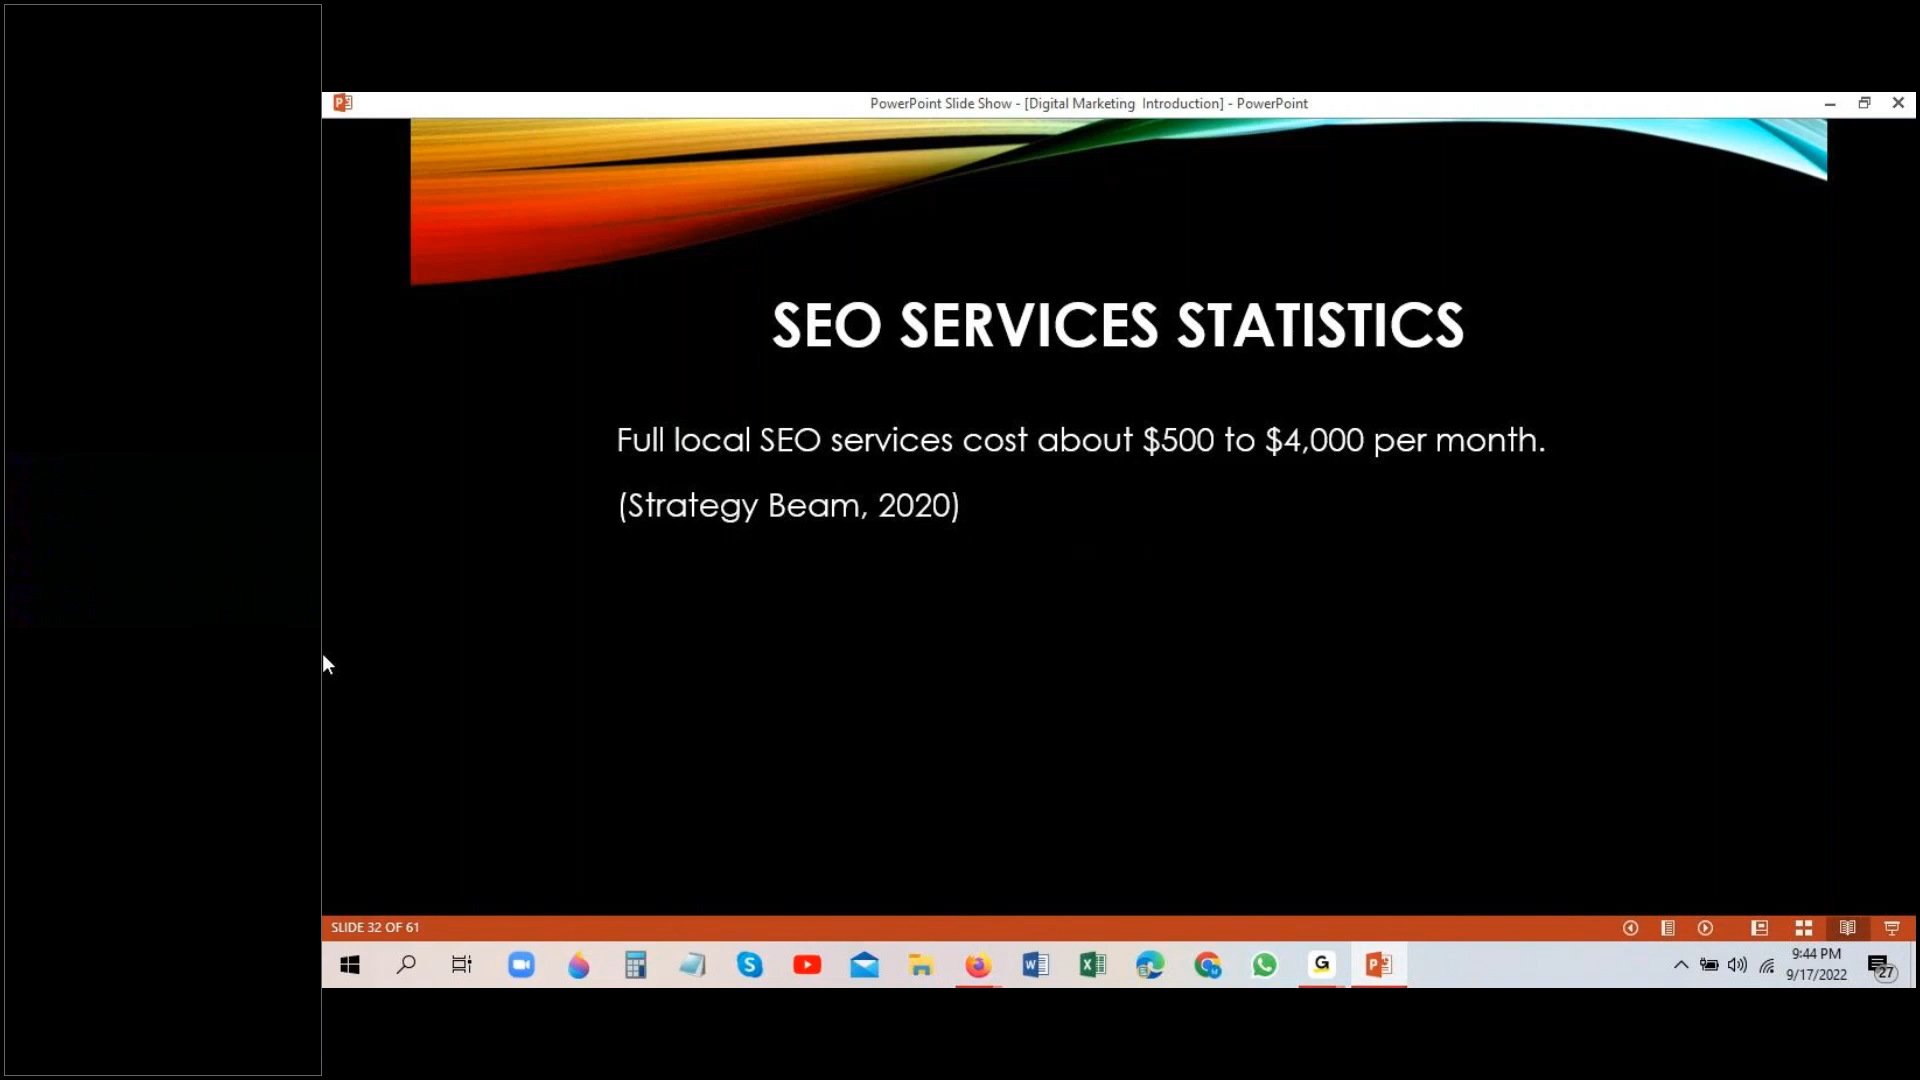 PowerPoint Slide Show - [Digital Marketing  Introduction] - PowerPoint
SEO SERVICES STATISTICS
Full local SEO services cost about $500 to $4,000 per month.
(Strategy Beam, 2020)
SLIDE 32 OF 61
9:44 PM
9/17/2022
27